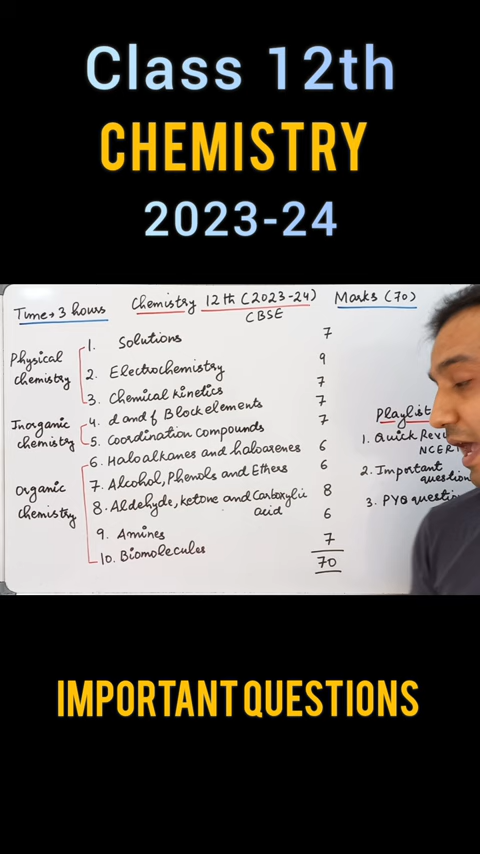 Class 12th
CHEMISTRY
2023-24
Time → 3 hours Chemistry 12th (2023-24) Marks (70)
CBSE
Physical chemistry
1. Solutions 7
2. Electrochemistry 9
3. Chemical kinetics 7
Inorganic chemistry
4. d and f Block elements 7
5. Coordination compounds 7
Organic chemistry
6. Haloalkanes and haloarenes 6
7. Alcohol, Phenols and Ethers 6
8. Aldehyde, ketone and Carboxylic 8
acid
9. Amines 6
10. Biomolecules 7
70
Playlist
1. Quick
NCERT
2. Important
question
3. PYQ
IMPORTANT QUESTIONS